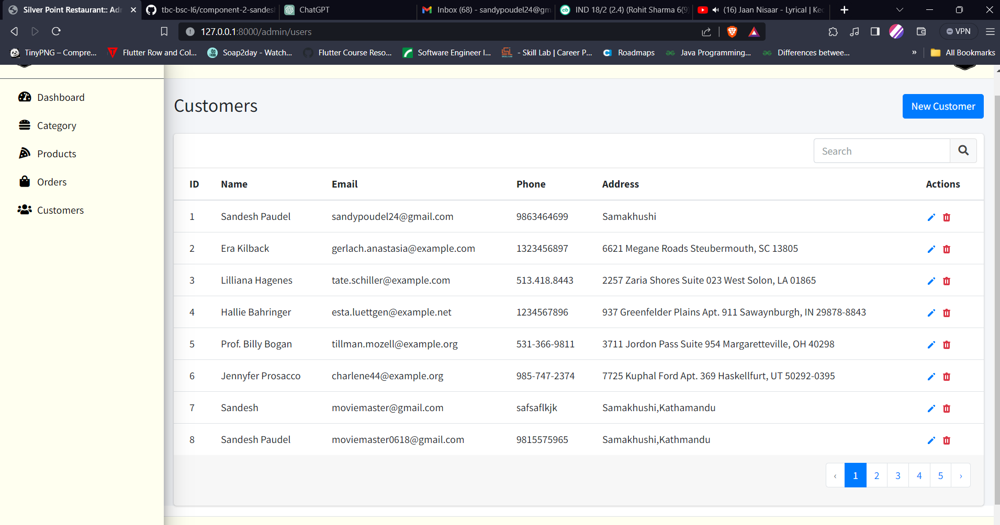 Silver Point Restaurant:: Ad
tbc-bsc-l6/component-2-sandes
ChatGPT
Inbox (68) - sandypoudel24@gm
IND 18/2 (2.4) (Rohit Sharma 6(9)
(16) Jaan Nisaar - Lyrical | Ked
127.0.0.1:8000/admin/users
VPN
TinyPNG – Compre...
Flutter Row and Col...
Soap2day - Watch...
Flutter Course Reso...
Software Engineer I...
- Skill Lab | Career P...
Roadmaps
Java Programming...
Differences betwee...
»
All Bookmarks
Dashboard
Category
Products
Orders
Customers
Customers
New Customer
Search
ID Name Email Phone Address Actions
1 Sandesh Paudel sandypoudel24@gmail.com 9863464699 Samakhushi
2 Era Kilback gerlach.anastasia@example.com 1323456897 6621 Megane Roads Steubermouth, SC 13805
3 Lilliana Hagenes tate.schiller@example.com 513.418.8443 2257 Zaria Shores Suite 023 West Solon, LA 01865
4 Hallie Bahringer esta.luettgen@example.net 1234567896 937 Greenfelder Plains Apt. 911 Sawaynburgh, IN 29878-8843
5 Prof. Billy Bogan tillman.mozell@example.org 531-366-9811 3711 Jordon Pass Suite 954 Margaretteville, OH 40298
6 Jennyfer Prosacco charlene44@example.org 985-747-2374 7725 Kuphal Ford Apt. 369 Haskellfurt, UT 50292-0395
7 Sandesh moviemaster@gmail.com safsaflkjk Samakhushi,Kathamandu
8 Sandesh Paudel moviemaster0618@gmail.com 9815575965 Samakhushi,Kathmandu
‹ 1 2 3 4 5 ›